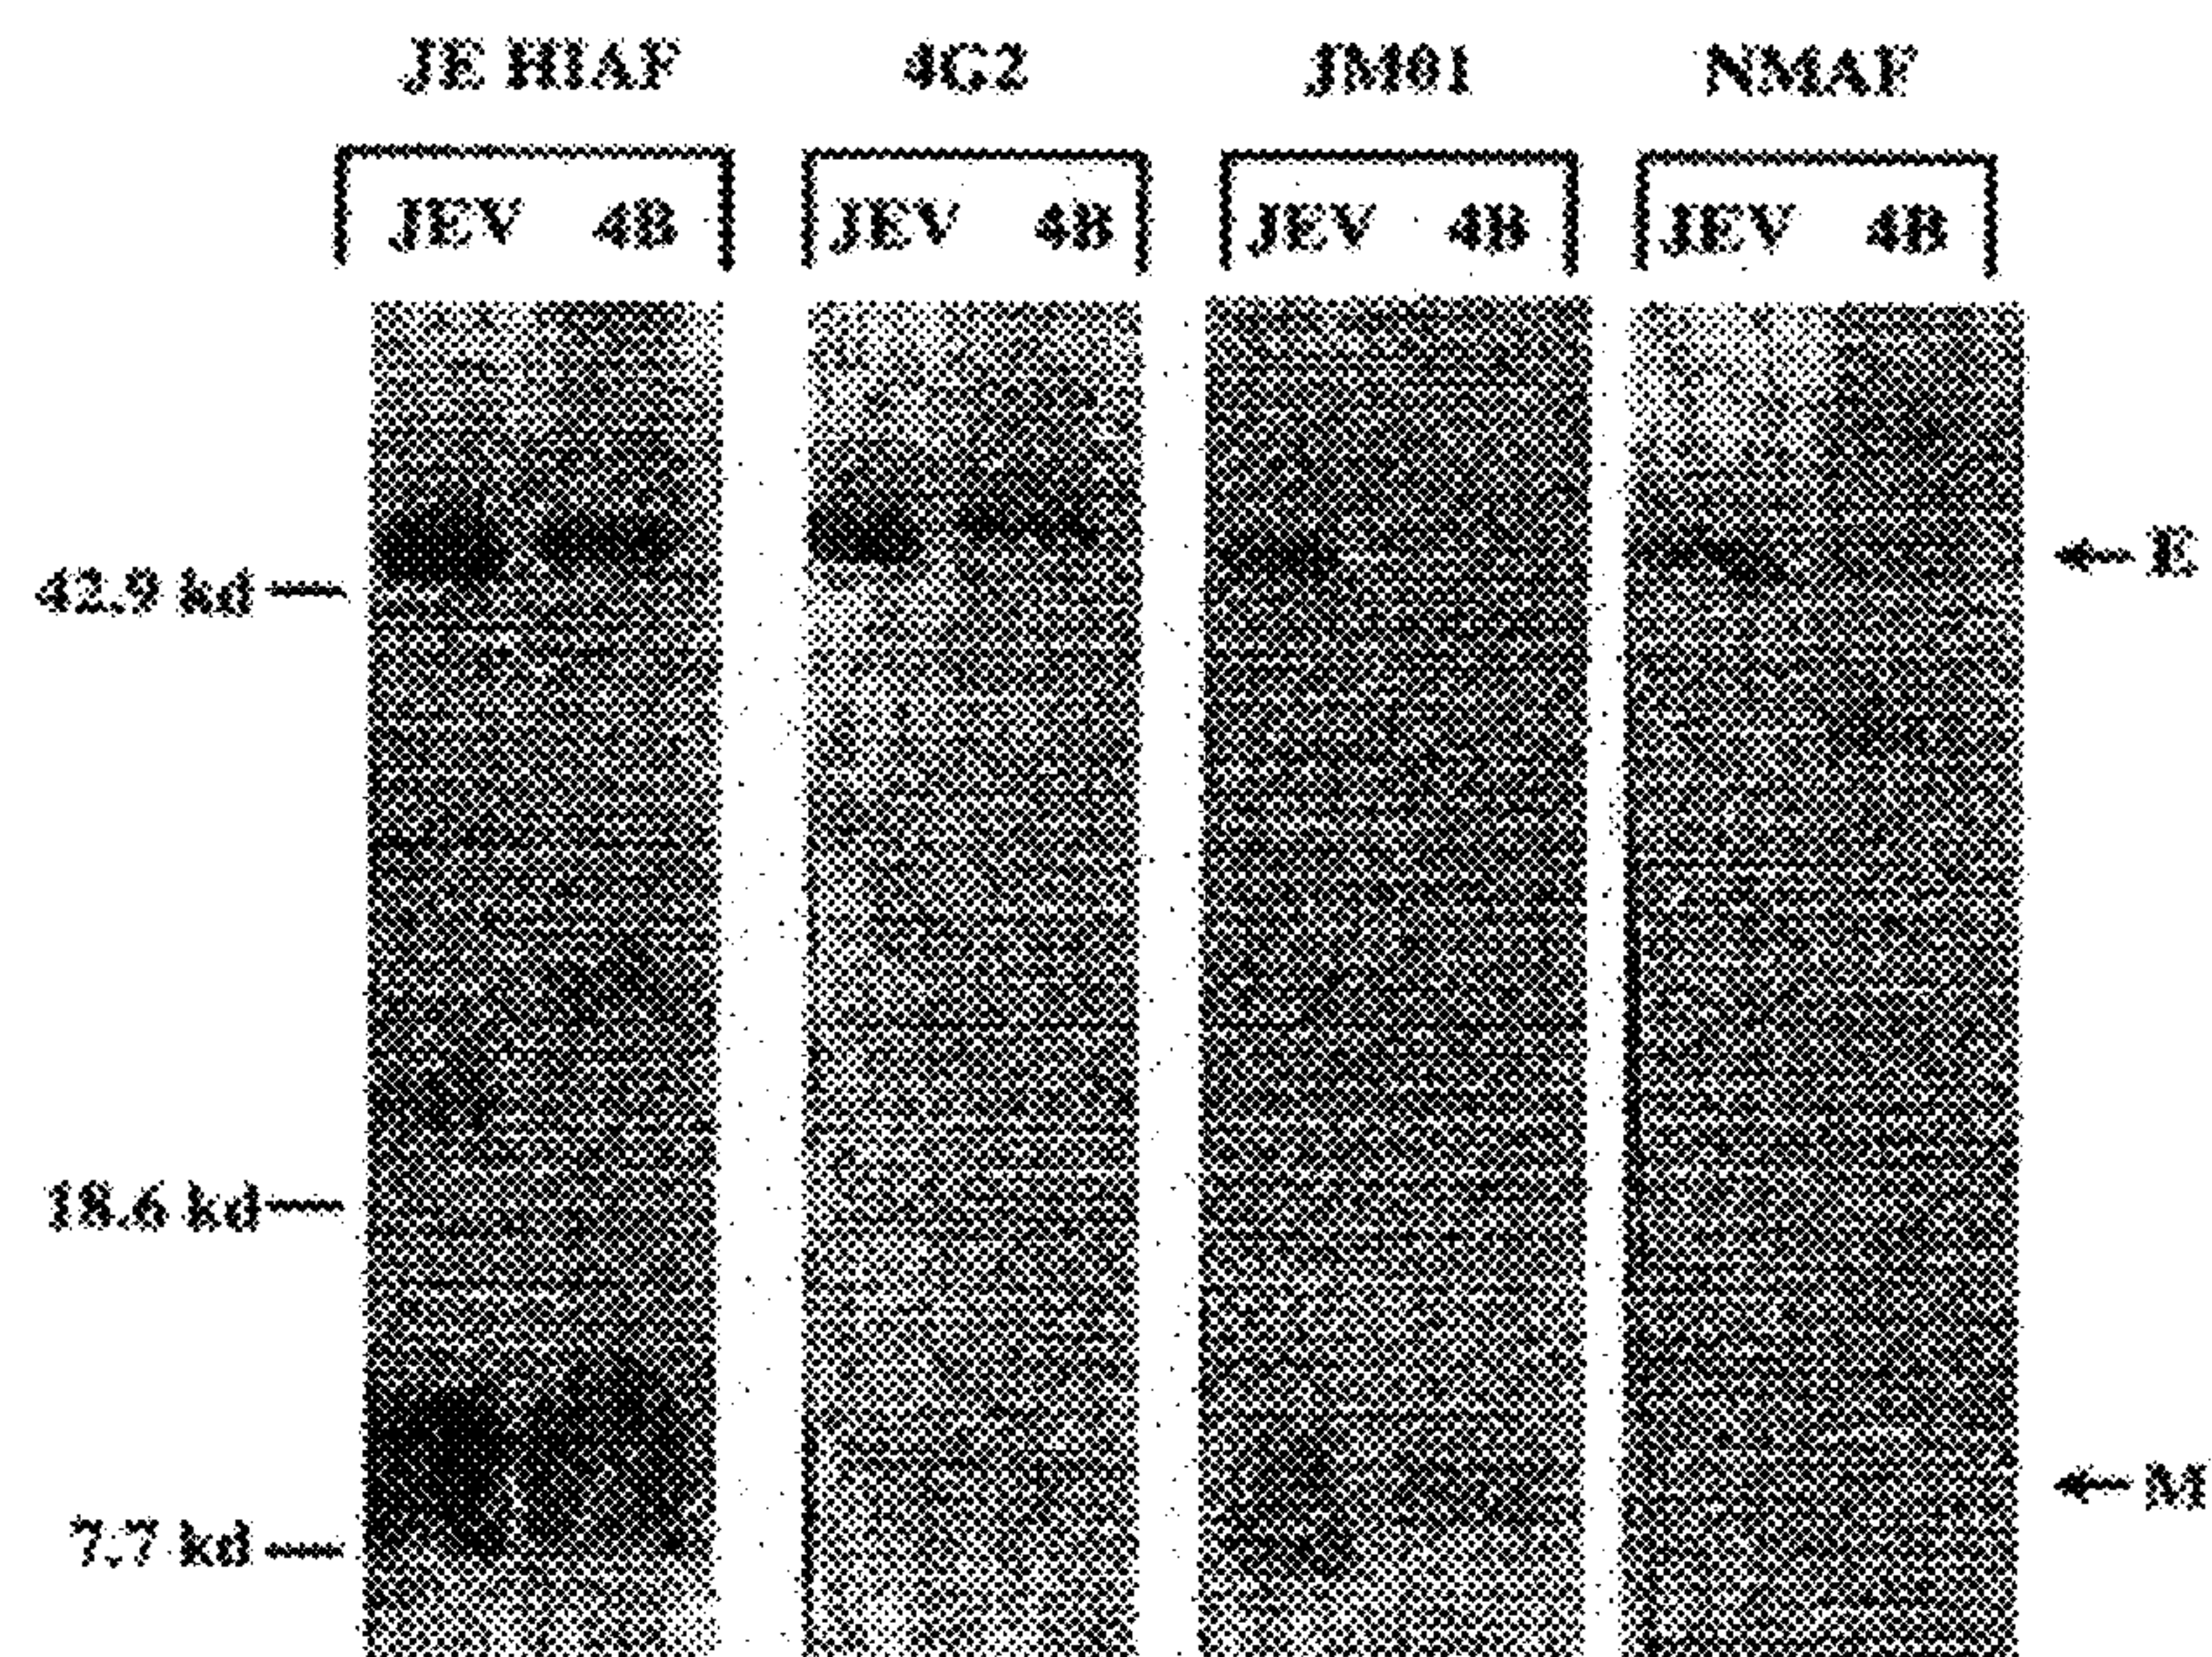 JE HIAF 4G2 JM01 NMAF
JEV 4B JEV 4B JEV 4B JEV 4B
E
42.9 kd
18.6 kd
M
7.7 kd